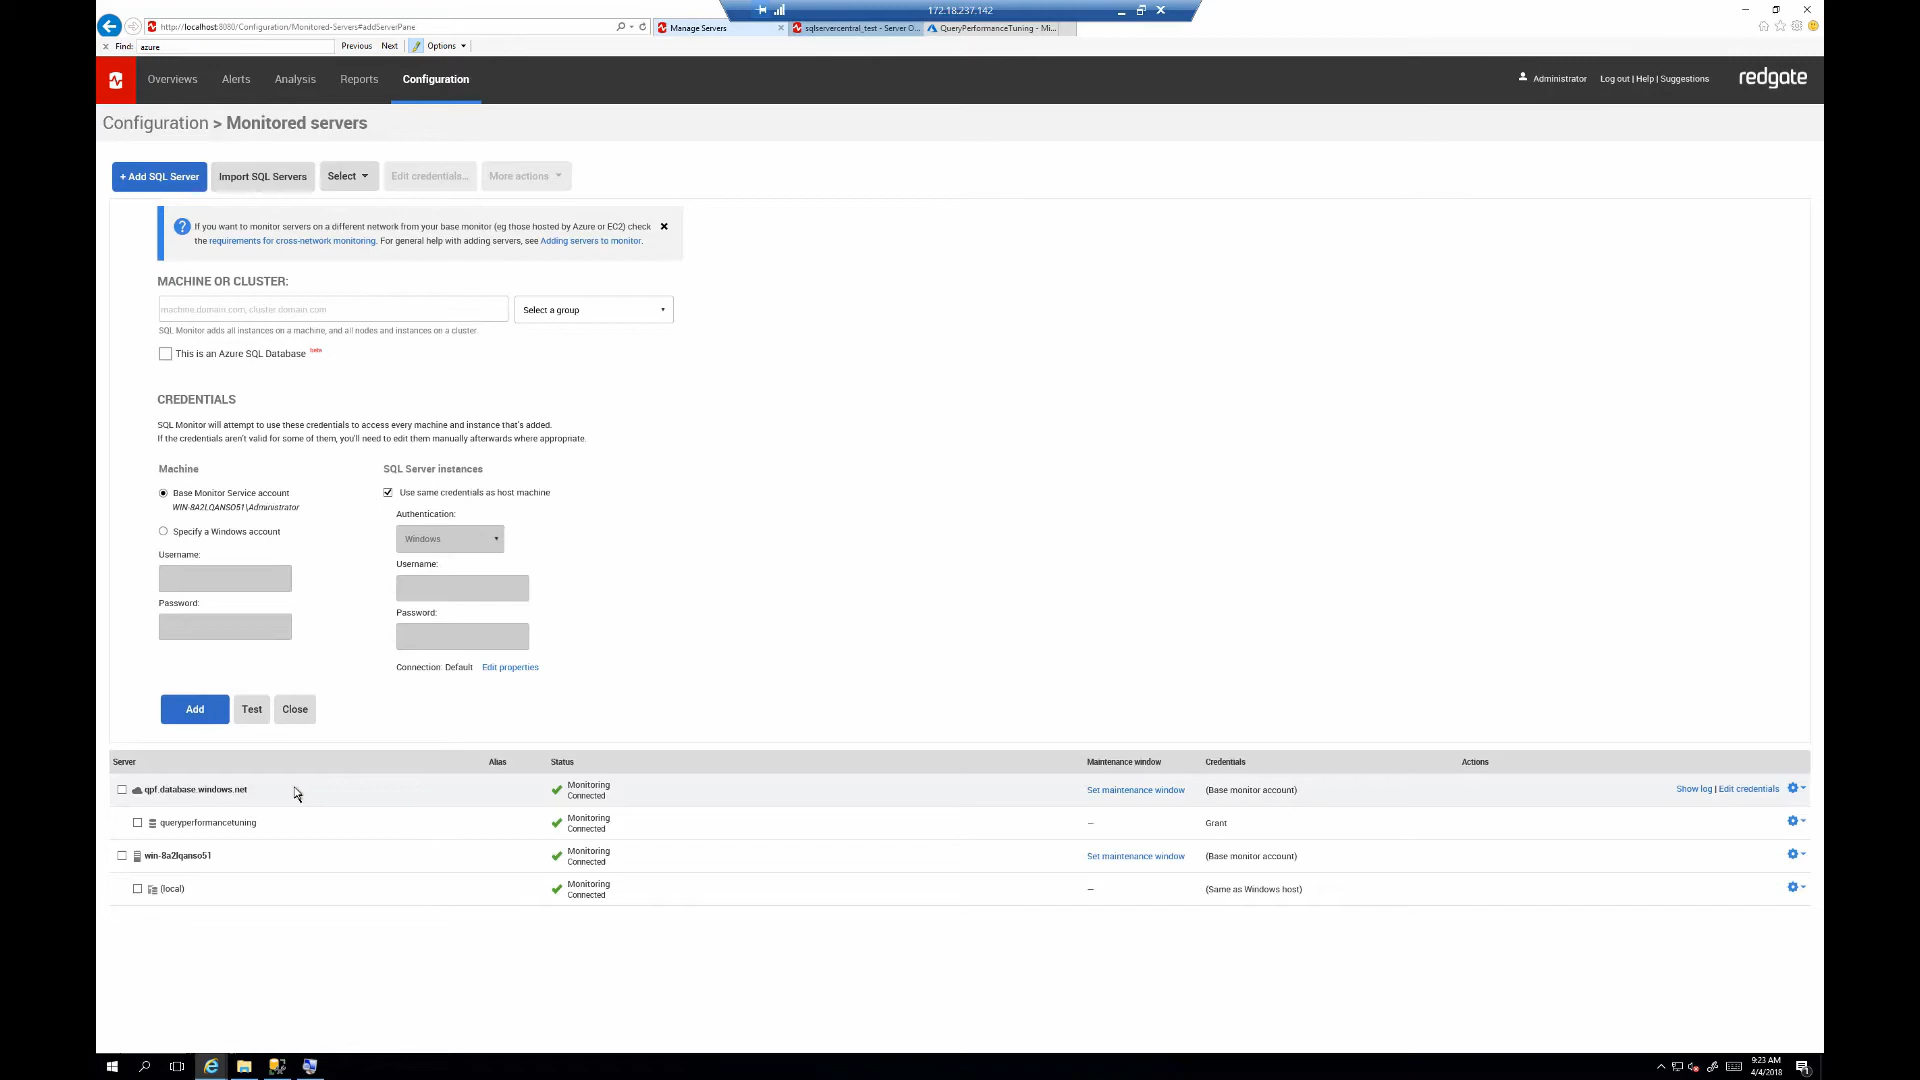 172.18.237.142
http://localhost:8080/Configuration/Monitored-Servers#addServerPane
Manage Servers
sqlservercentral_test - Server O...
QueryPerformanceTuning - Mi...
Find: azure Previous Next Options
Overviews Alerts Analysis Reports Configuration
Administrator Log out | Help | Suggestions redgate
Configuration > Monitored servers
+ Add SQL Server Import SQL Servers Select Edit credentials... More actions
If you want to monitor servers on a different network from your base monitor (eg those hosted by Azure or EC2) check
the requirements for cross-network monitoring. For general help with adding servers, see Adding servers to monitor.
MACHINE OR CLUSTER:
machine.domain.com, cluster.domain.com Select a group
SQL Monitor adds all instances on a machine, and all nodes and instances on a cluster.
This is an Azure SQL Database beta
CREDENTIALS
SQL Monitor will attempt to use these credentials to access every machine and instance that's added.
If the credentials aren't valid for some of them, you'll need to edit them manually afterwards where appropriate.
Machine SQL Server instances
Base Monitor Service account Use same credentials as host machine
WIN-8A2LQANSO51\Administrator
Authentication:
Specify a Windows account Windows
Username: Username:
Password: Password:
Connection: Default Edit properties
Add Test Close
Server Alias Status Maintenance window Credentials Actions
qpf.database.windows.net Monitoring Connected Set maintenance window (Base monitor account) Show log | Edit credentials
queryperformancetuning Monitoring Connected – Grant
win-8a2lqanso51 Monitoring Connected Set maintenance window (Base monitor account)
(local) Monitoring Connected – (Same as Windows host)
9:23 AM
4/4/2018